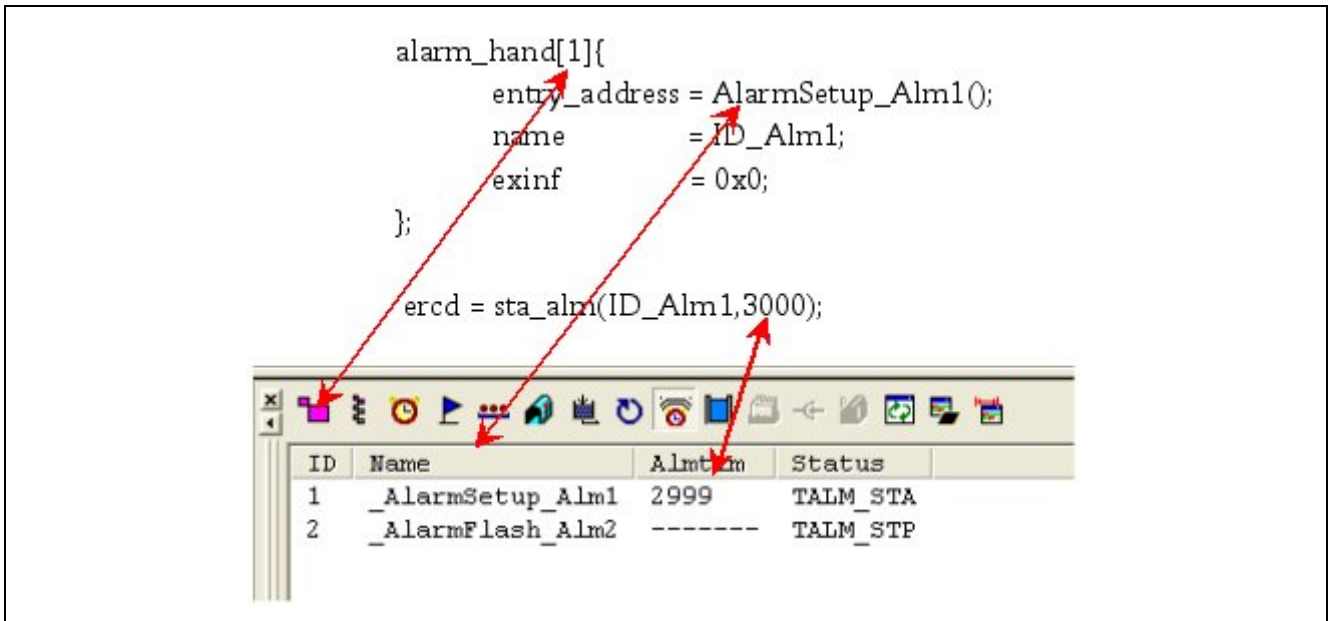 alarm_hand[1]{
entry_address = AlarmSetup_Alm1();
name = ID_Alm1;
exinf = 0x0;
};
ercd = sta_alm(ID_Alm1,3000);
ID Name Almtim Status
1 _AlarmSetup_Alm1 2999 TALM_STA
2 _AlarmFlash_Alm2 ------- TALM_STP